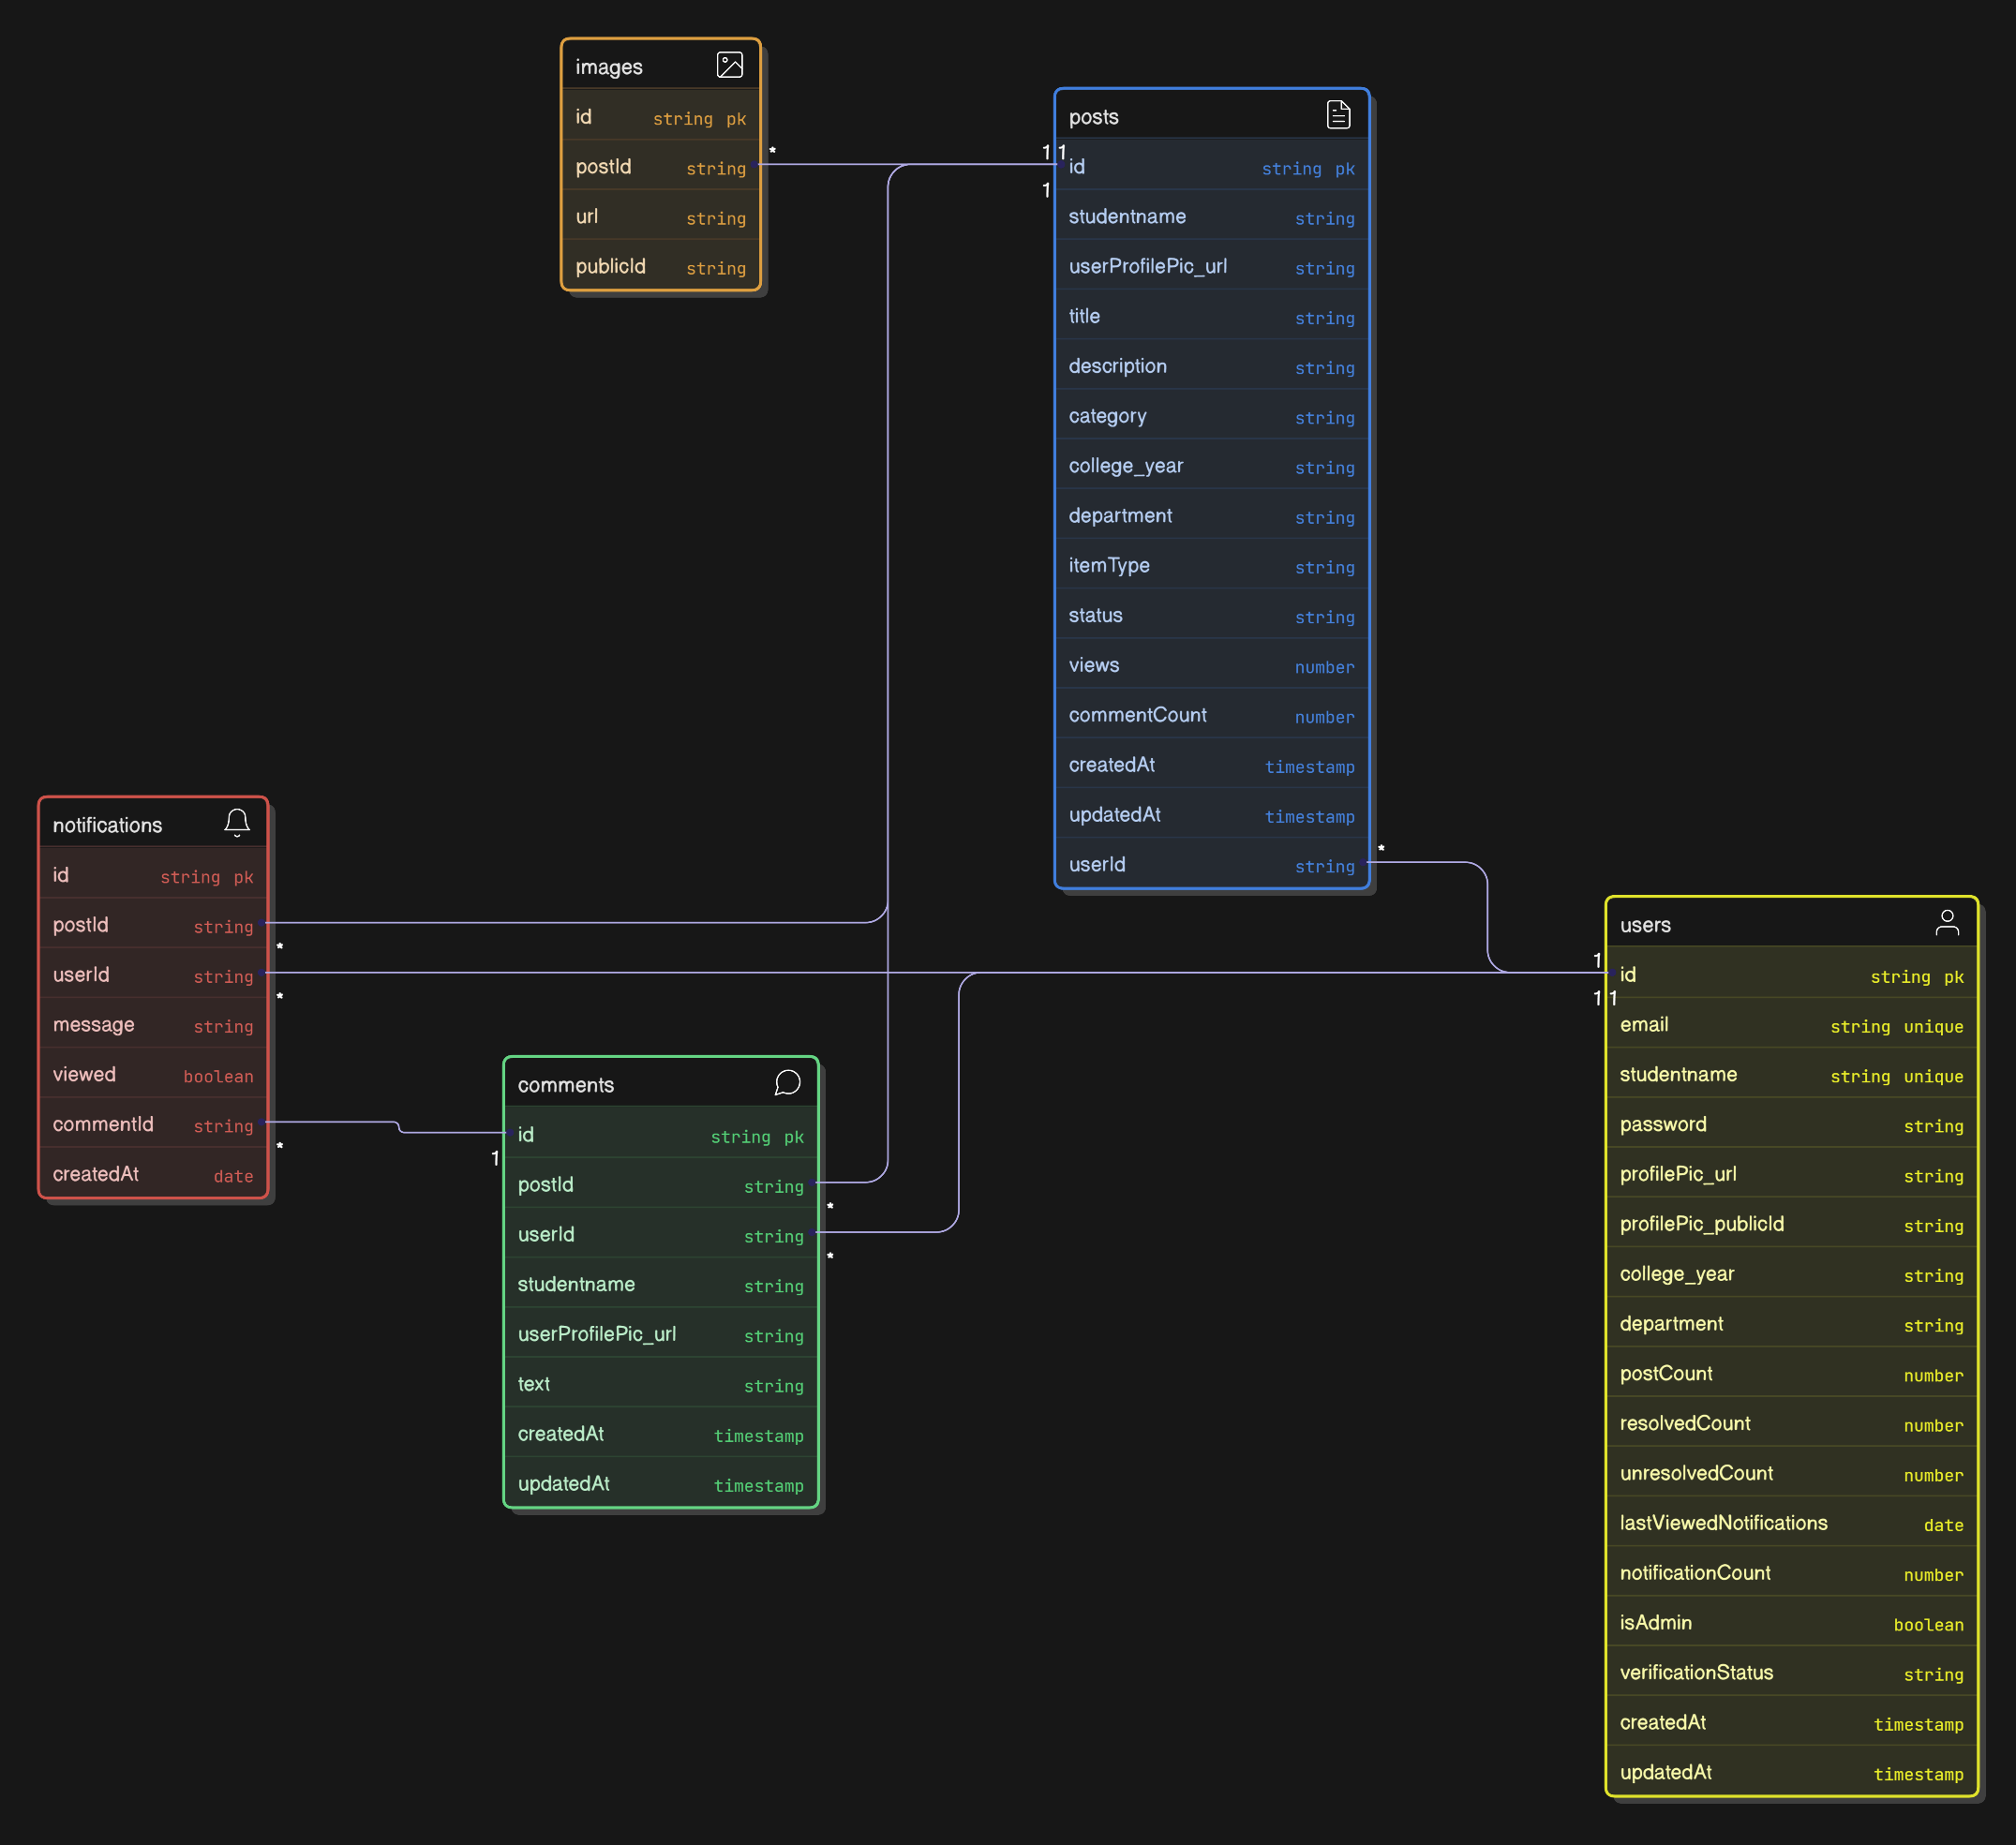 images
id string pk
postId string
url string
publicId string
*
1 1
1
posts
id string pk
studentname string
userProfilePic_url string
title string
description string
category string
college_year string
department string
itemType string
status string
views number
commentCount number
createdAt timestamp
updatedAt timestamp
userId string
*
notifications
id string pk
postId string
*
userId string
*
message string
viewed boolean
commentId string
*
createdAt date
1
comments
id string pk
postId string
*
userId string
*
studentname string
userProfilePic_url string
text string
createdAt timestamp
updatedAt timestamp
1
1 1
users
id string pk
email string unique
studentname string unique
password string
profilePic_url string
profilePic_publicId string
college_year string
department string
postCount number
resolvedCount number
unresolvedCount number
lastViewedNotifications date
notificationCount number
isAdmin boolean
verificationStatus string
createdAt timestamp
updatedAt timestamp